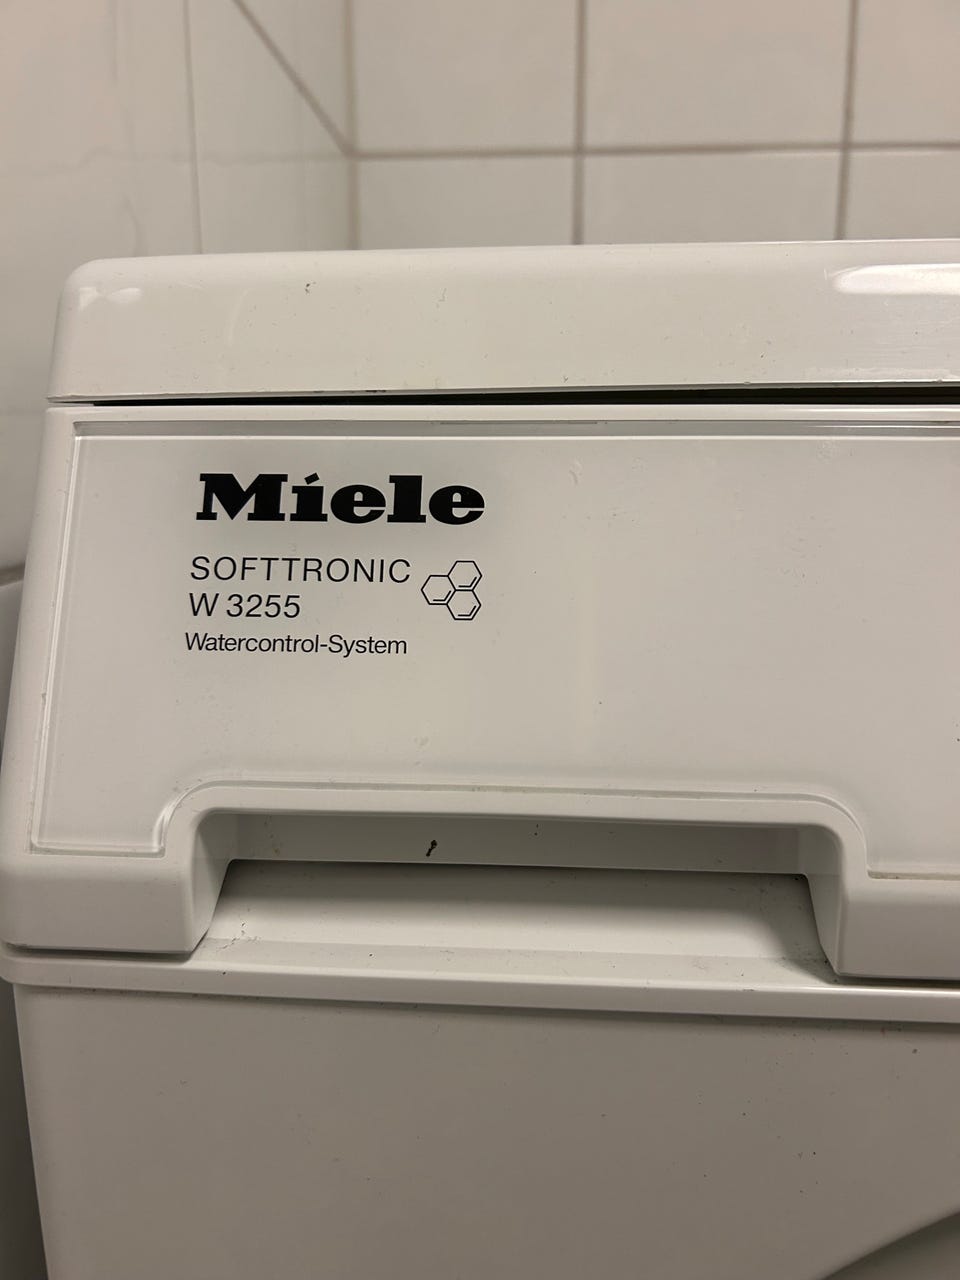 Miele
SOFTTRONIC
W 3255
Watercontrol-System